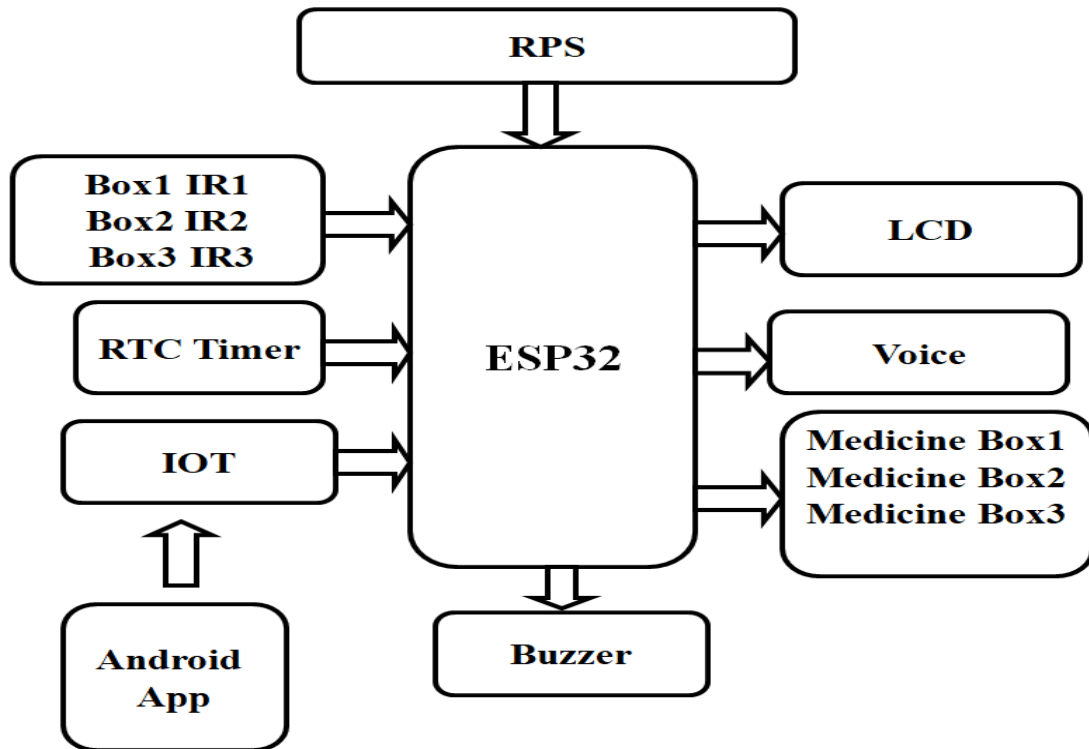 RPS
Box1 IR1
Box2 IR2
Box3 IR3
RTC Timer
IOT
Android
App
ESP32
LCD
Voice
Medicine Box1
Medicine Box2
Medicine Box3
Buzzer